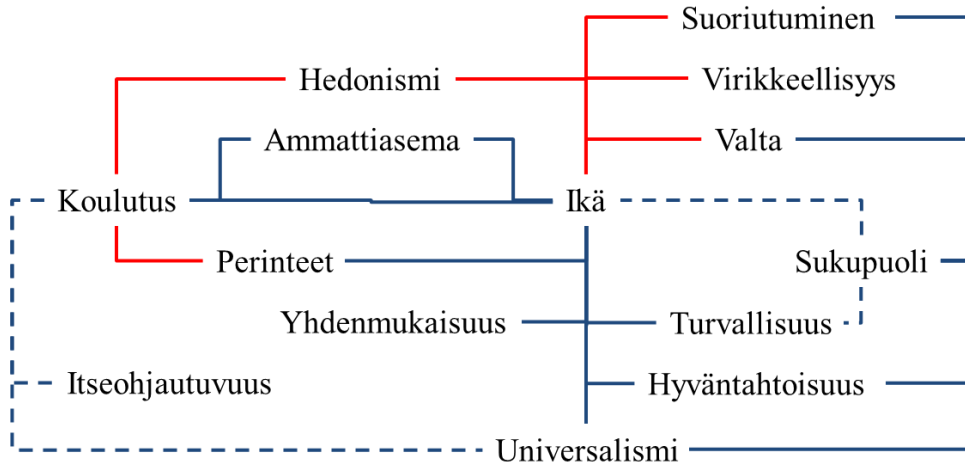 Suoriutuminen
Hedonismi
Virikkeellisyys
Ammattiasema
Valta
Koulutus
Ikä
Perinteet
Sukupuoli
Yhdenmukaisuus
Turvallisuus
Itseohjautuvuus
Hyväntahtoisuus
Universalismi